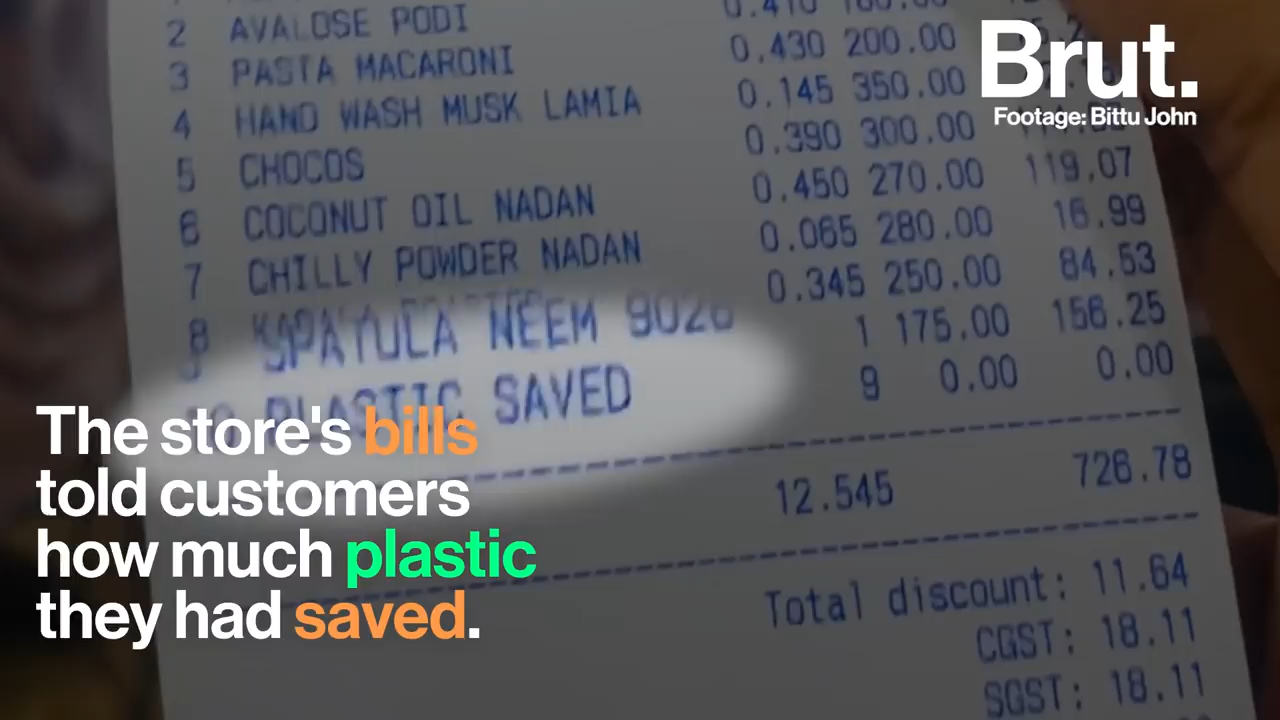 Brut.
Footage: Bittu John
2 AVALOSE PODI 0.430 200.00
3 PASTA MACARONI 0.145 350.00
4 HAND WASH MUSK LAMIA 0.390 300.00
5 CHOCOS 0.450 270.00 119.07
6 COCONUT OIL NADAN 0.065 280.00 16.99
7 CHILLY POWDER NADAN 0.345 250.00 84.53
8 SPATULA NEEM 9026 1 175.00 156.25
PLASTIC SAVED 9 0.00 0.00
12.545 726.78
Total discount: 11.64
CGST: 18.11
SGST: 18.11
The store's bills
told customers
how much plastic
they had saved.